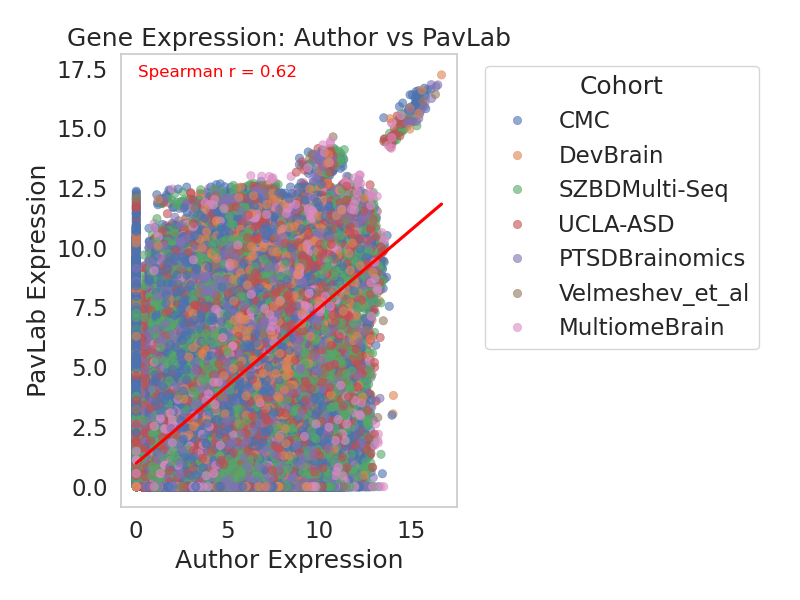 Gene Expression: Author vs PavLab
Spearman r = 0.62
17.5
15.0
12.5
10.0
7.5
5.0
2.5
0.0
PavLab Expression
0 5 10 15
Author Expression
Cohort
CMC
DevBrain
SZBDMulti-Seq
UCLA-ASD
PTSDBrainomics
Velmeshev_et_al
MultiomeBrain